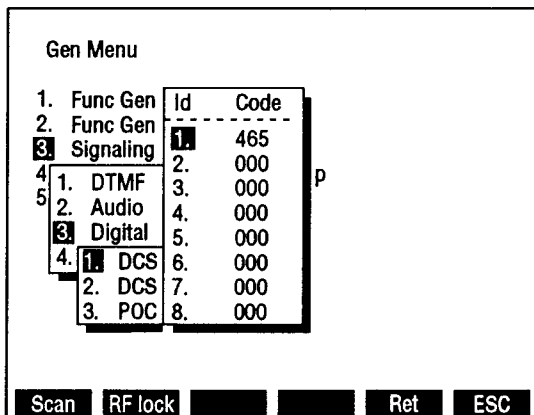 Gen Menu
1. Func Gen
2. Func Gen
3. Signaling
4
5
p
1. DTMF
2. Audio
3. Digital
4.
1. DCS
2. DCS
3. POC
Id Code
1. 465
2. 000
3. 000
4. 000
5. 000
6. 000
7. 000
8. 000
Scan RF lock Ret ESC